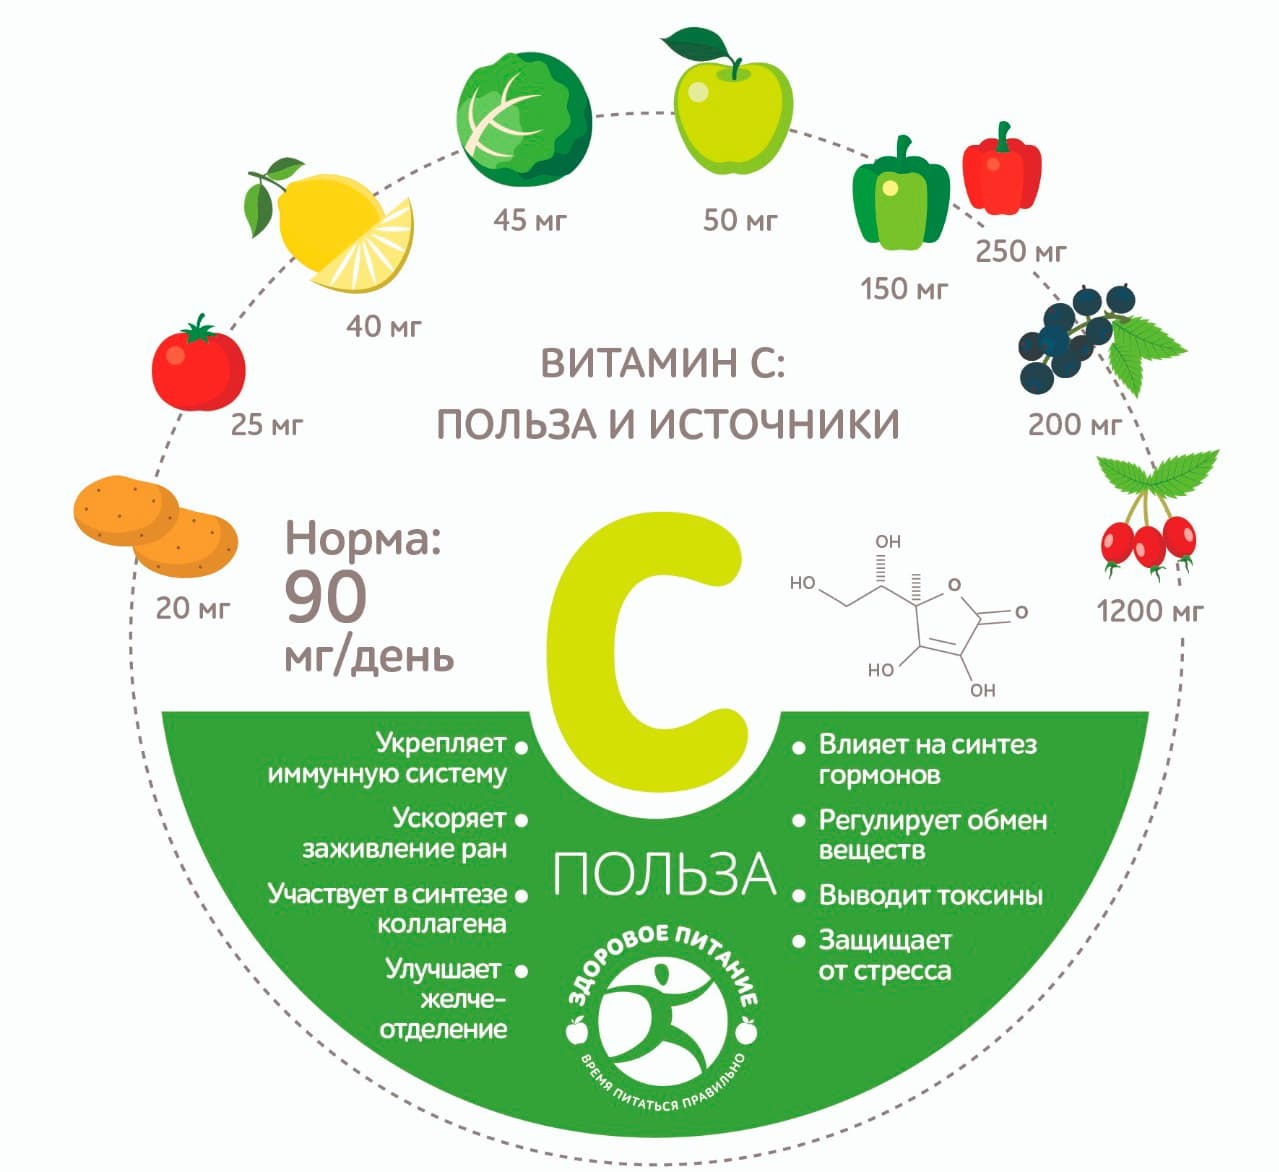 45 мг
50 мг
250 мг
150 мг
40 мг
ВИТАМИН С:
ПОЛЬЗА И ИСТОЧНИКИ
25 мг
200 мг
Норма:
90
мг/день
20 мг
1200 мг
OH
HO
O
O
HO
OH
Укрепляет
иммунную систему
Ускоряет
заживление ран
Участвует в синтезе
коллагена
Улучшает
желче-
отделение
С
ПОЛЬЗА
Влияет на синтез
гормонов
Регулирует обмен
веществ
Выводит токсины
Защищает
от стресса
ЗДОРОВОЕ ПИТАНИЕ
ВРЕМЯ ПИТАТЬСЯ ПРАВИЛЬНО